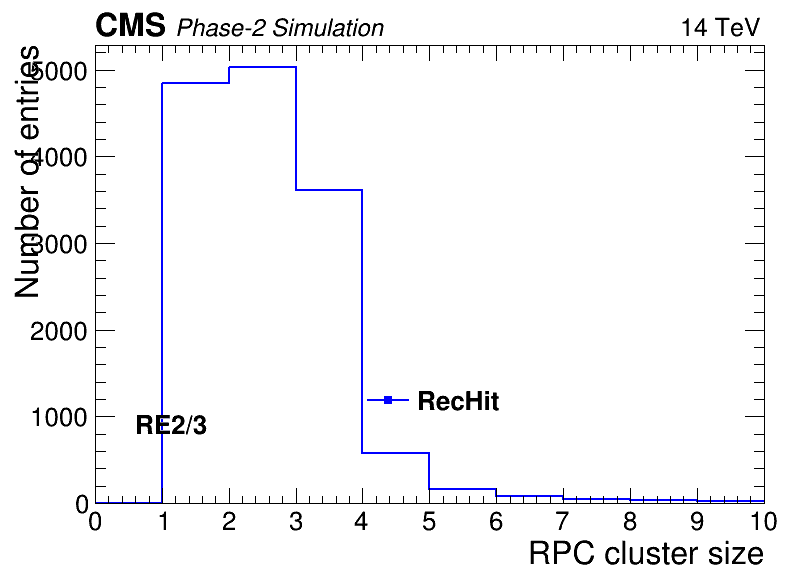 CMS Phase-2 Simulation 14 TeV
Number of entries
5000
4000
3000
2000
1000
0
RecHit
RE2/3
0 1 2 3 4 5 6 7 8 9 10
RPC cluster size